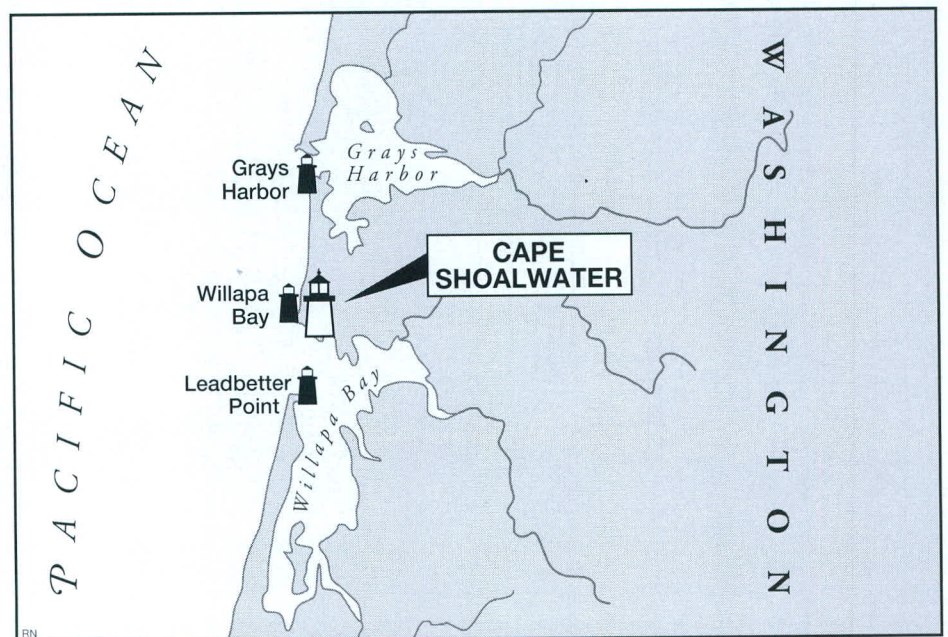 PACIFIC OCEAN
Grays
Harbor
Grays
Harbor
CAPE
SHOALWATER
Willapa
Bay
Leadbetter
Point
Willapa Bay
WASHINGTON
RN